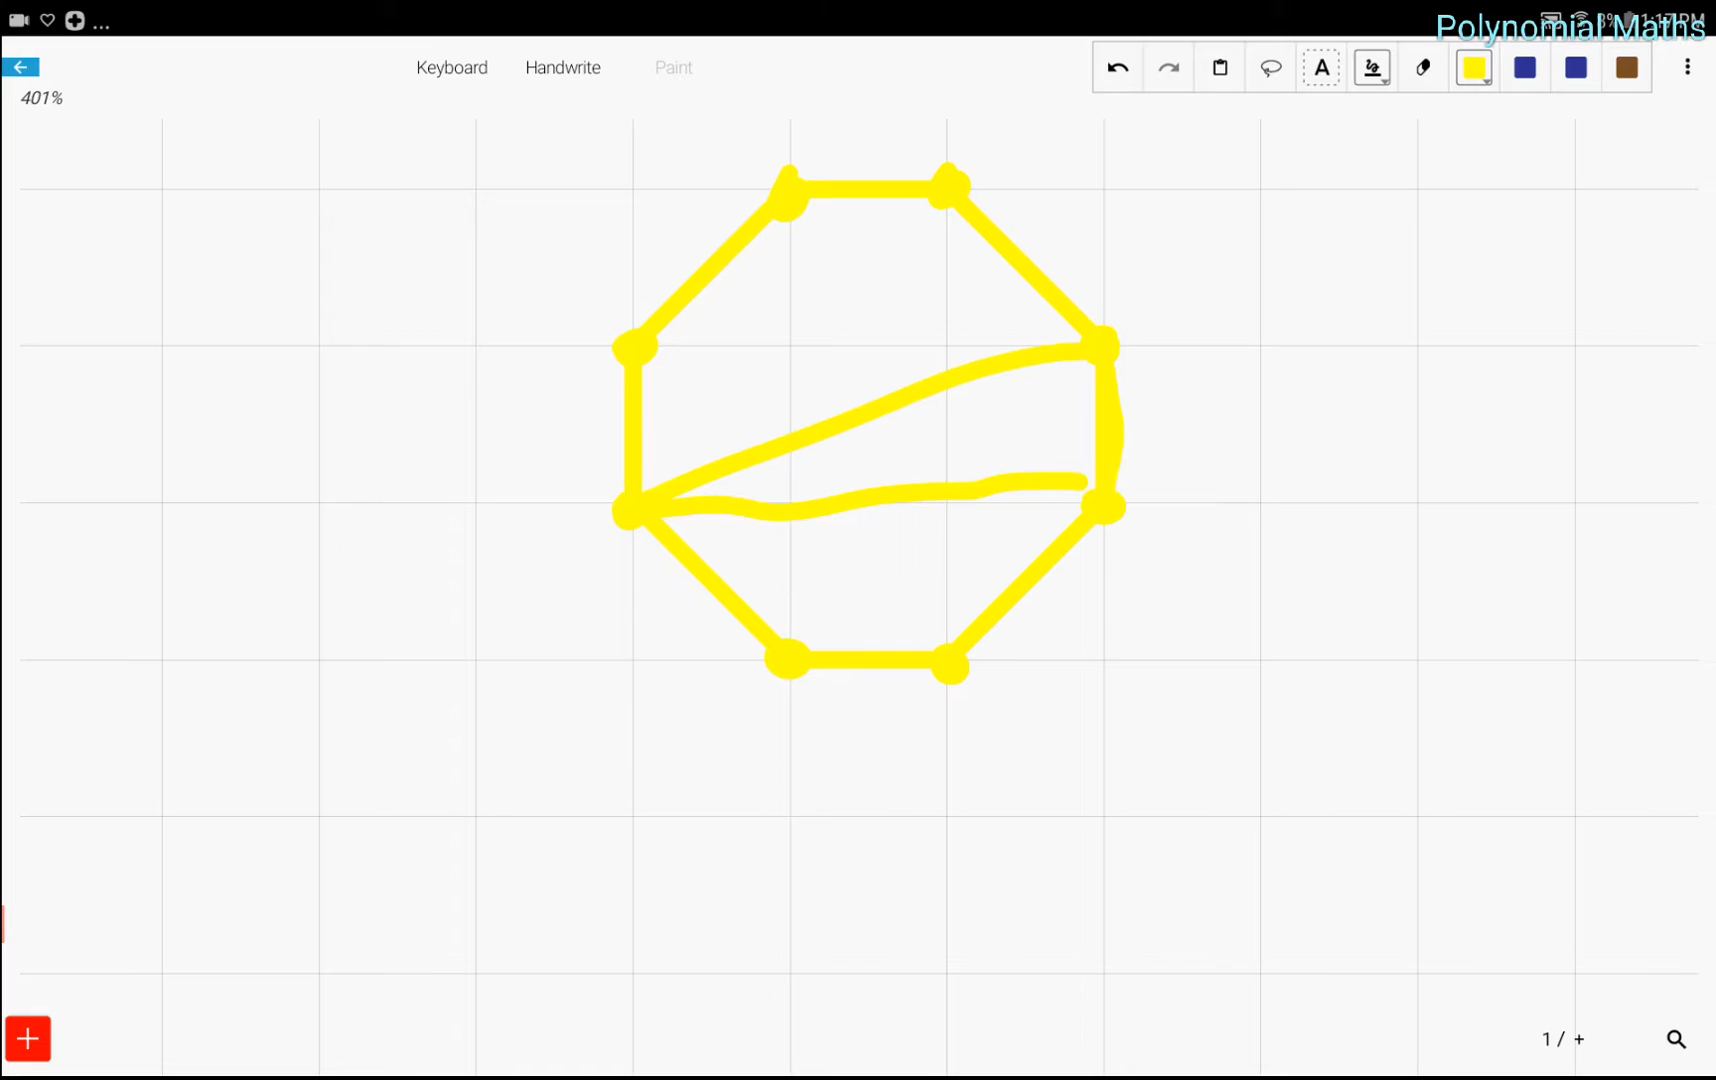 Polynomial Maths
Keyboard Handwrite Paint
A
401%
1 / +